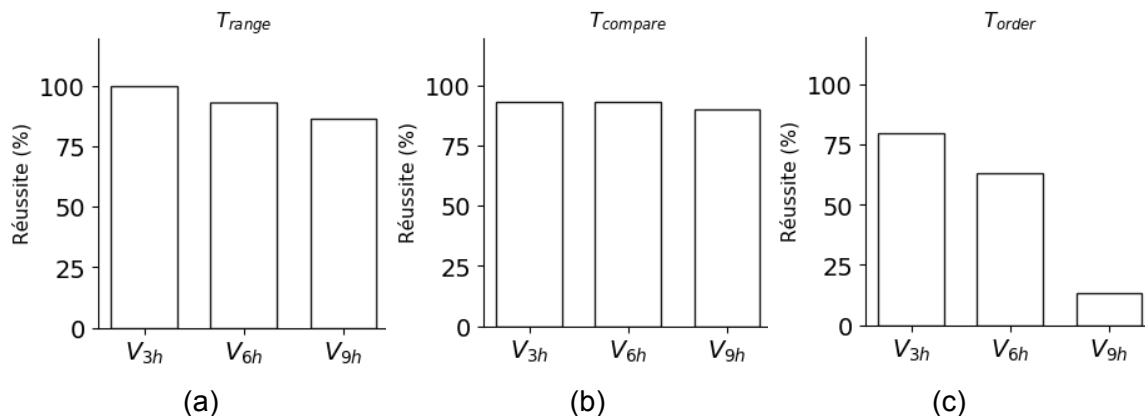 T_range
Réussite (%)
100
75
50
25
0
V_3h V_6h V_9h
(a)
T_compare
Réussite (%)
100
75
50
25
0
V_3h V_6h V_9h
(b)
T_order
Réussite (%)
100
75
50
25
0
V_3h V_6h V_9h
(c)